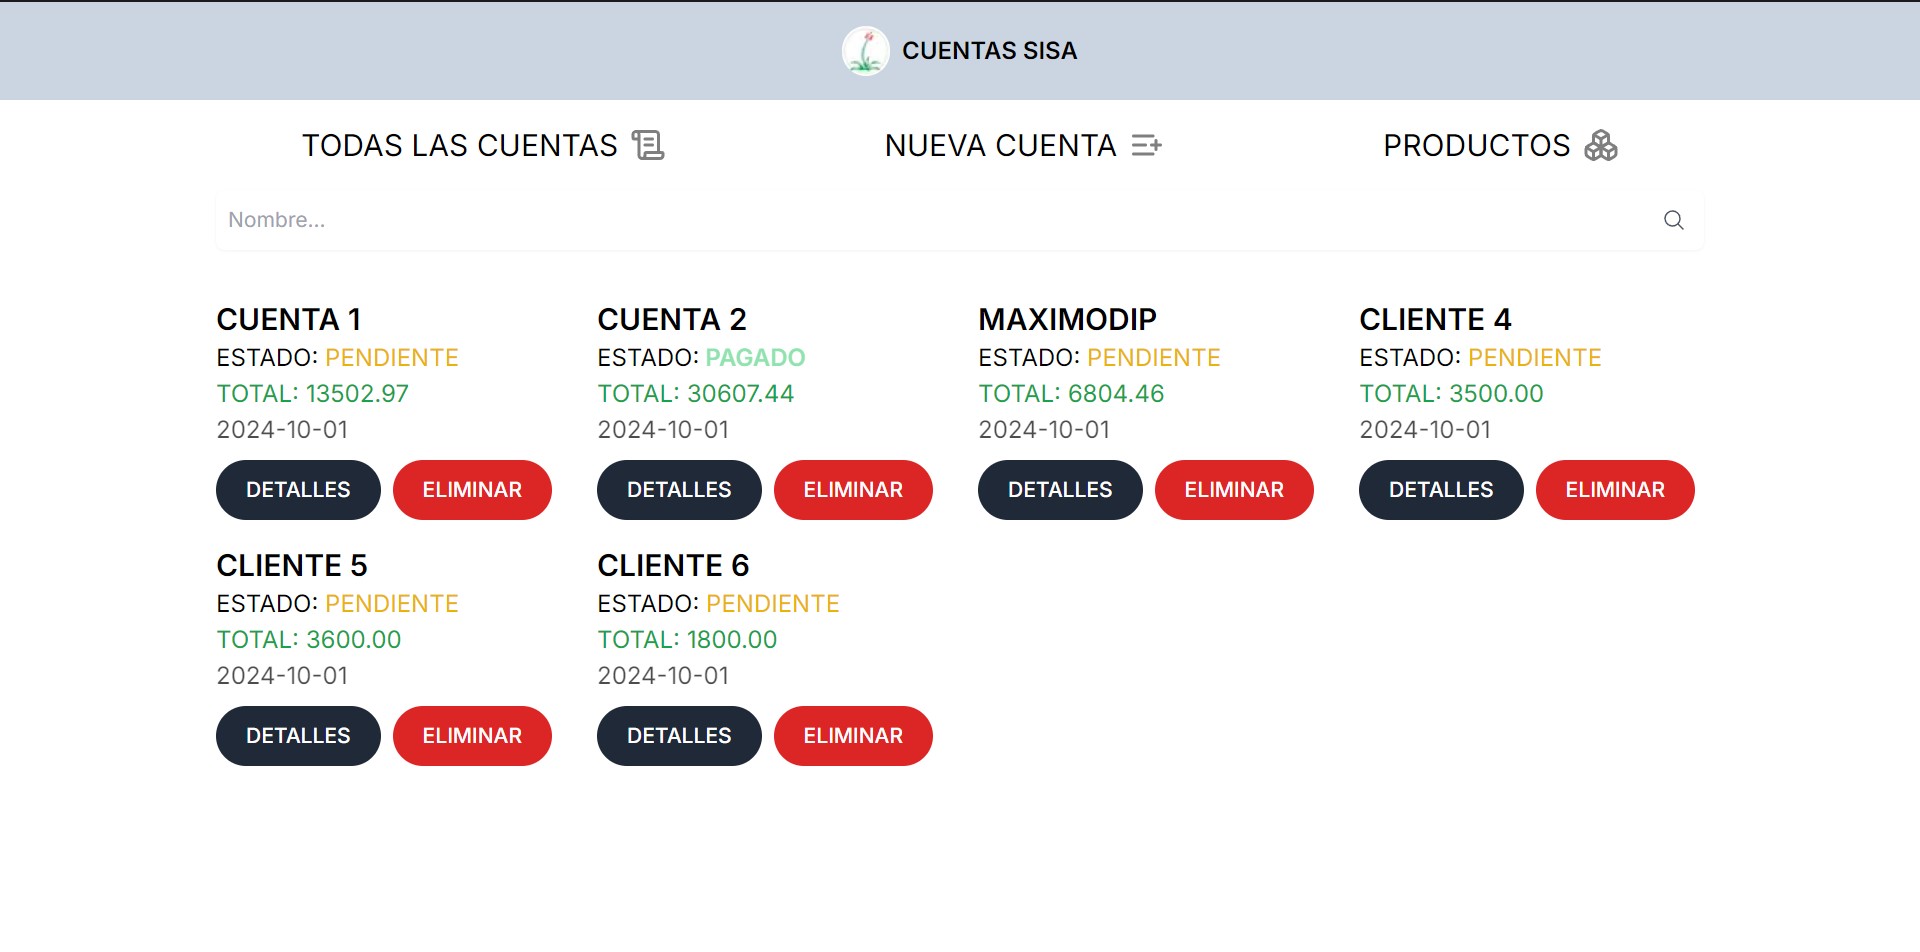 CUENTAS SISA
TODAS LAS CUENTAS
NUEVA CUENTA
PRODUCTOS
Nombre...
CUENTA 1
ESTADO: PENDIENTE
TOTAL: 13502.97
2024-10-01
DETALLES
ELIMINAR
CUENTA 2
ESTADO: PAGADO
TOTAL: 30607.44
2024-10-01
DETALLES
ELIMINAR
MAXIMODIP
ESTADO: PENDIENTE
TOTAL: 6804.46
2024-10-01
DETALLES
ELIMINAR
CLIENTE 4
ESTADO: PENDIENTE
TOTAL: 3500.00
2024-10-01
DETALLES
ELIMINAR
CLIENTE 5
ESTADO: PENDIENTE
TOTAL: 3600.00
2024-10-01
DETALLES
ELIMINAR
CLIENTE 6
ESTADO: PENDIENTE
TOTAL: 1800.00
2024-10-01
DETALLES
ELIMINAR